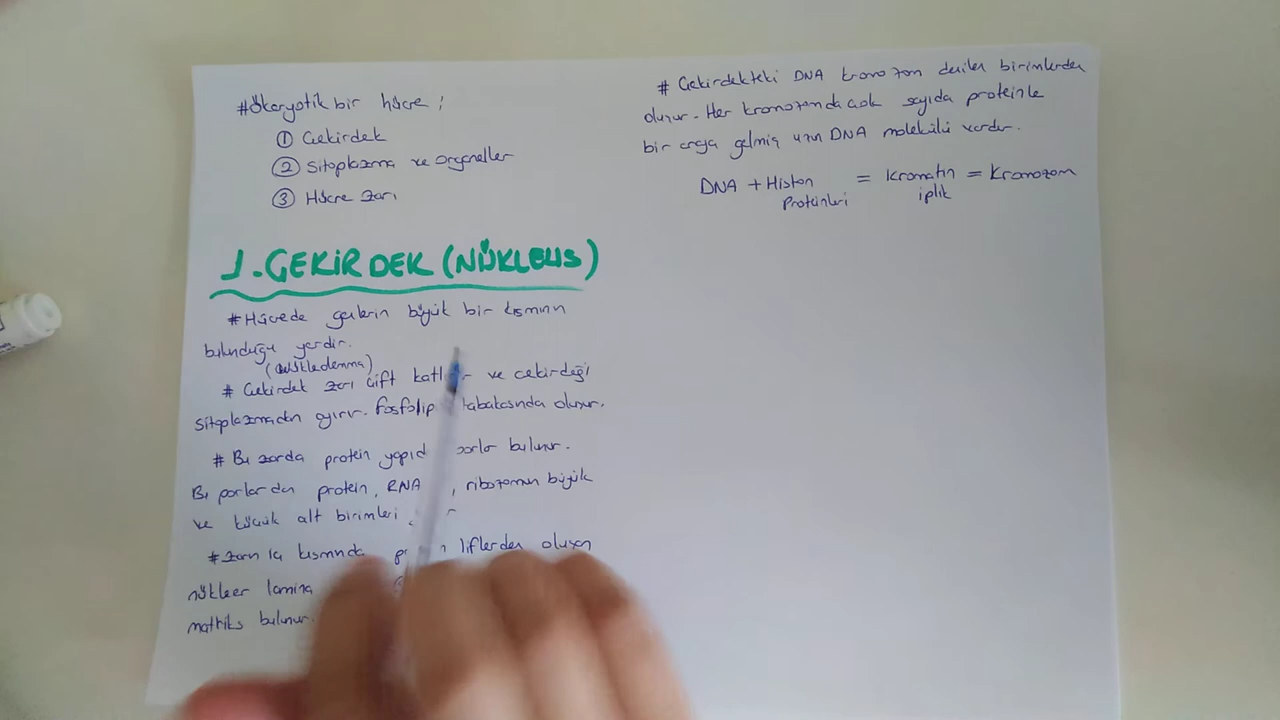 #Ökaryotik bir hücre ;
① Çekirdek
② Sitoplazma ve organeller
③ Hücre zarı
1.ÇEKİRDEK (NÜKLEUS)
#Hücrede genlerin büyük bir kısmının
bulunduğu yerdir.
# Çekirdek zarı çift ve çekirdeği
sitoplazmadan ayırır. tabakasında oluşur.
# Bu zarda protein porlar bulunur.
Bu porlardan protein, RNA , ribozomun büyük
ve küçük alt birimleri
# Zarın iç kısmında liflerden oluşan
nükleer lamina
matriks bulunur.
# Çekirdekteki DNA kromozom denilen birimlerden
oluşur. Her kromozomda çok sayıda proteinle
bir araya gelmiş uzun DNA molekülü vardır.
DNA + Histon = Kromatin = Kromozom
Proteinleri iplik